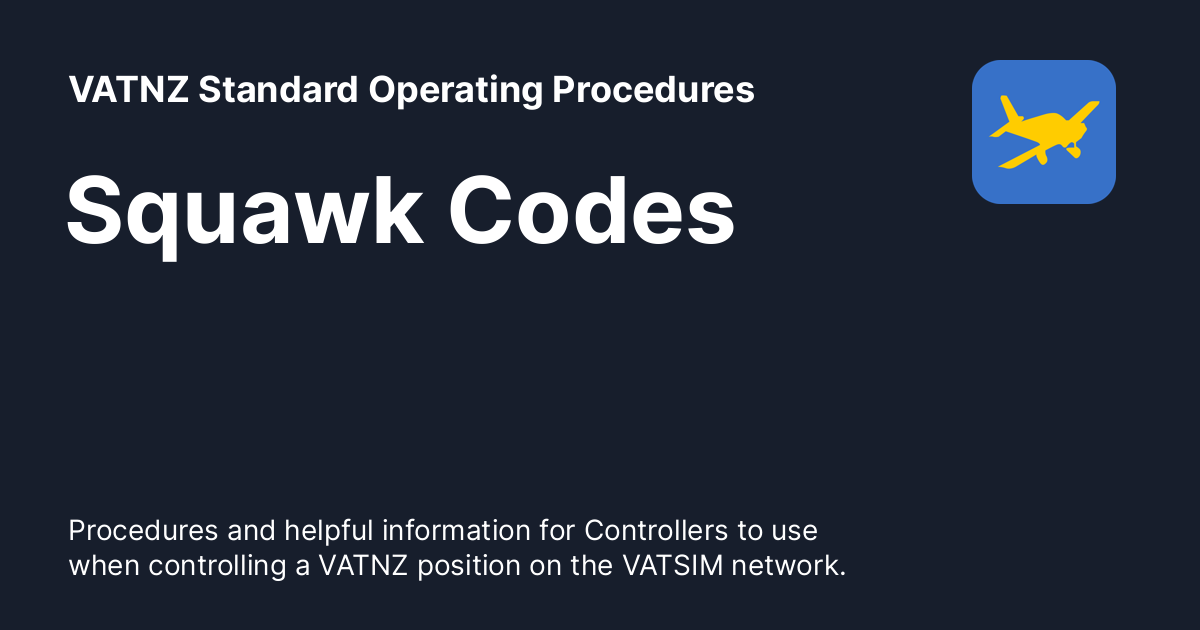 VATNZ Standard Operating Procedures
Squawk Codes
Procedures and helpful information for Controllers to use
when controlling a VATNZ position on the VATSIM network.